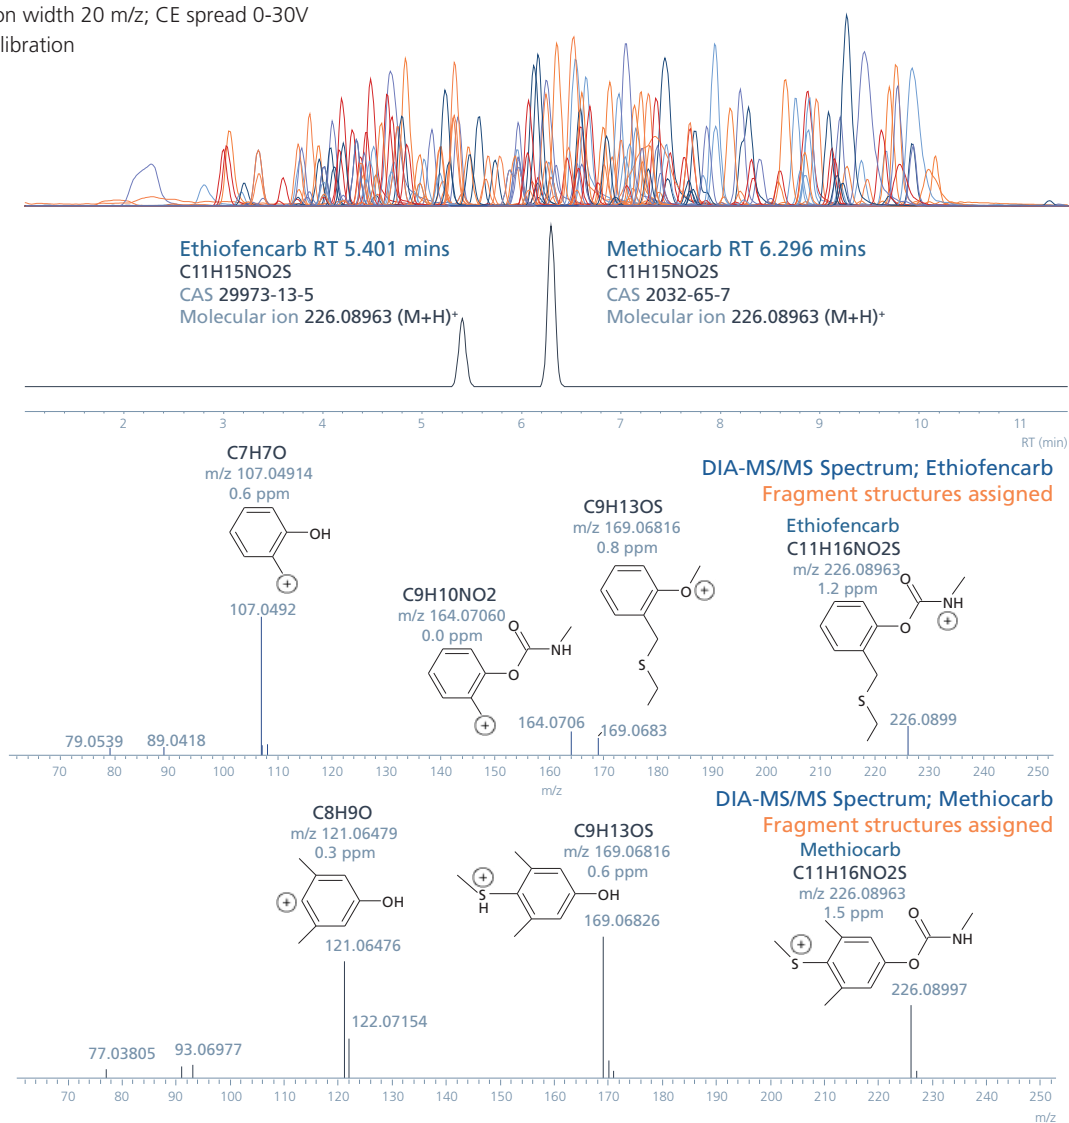 on width 20 m/z; CE spread 0-30V
libration
Ethiofencarb RT 5.401 mins
C11H15NO2S
CAS 29973-13-5
Molecular ion 226.08963 (M+H)+
Methiocarb RT 6.296 mins
C11H15NO2S
CAS 2032-65-7
Molecular ion 226.08963 (M+H)+
2 3 4 5 6 7 8 9 10 11
RT (min)
DIA-MS/MS Spectrum; Ethiofencarb
Fragment structures assigned
C7H7O
m/z 107.04914
0.6 ppm
OH
+
107.0492
C9H10NO2
m/z 164.07060
0.0 ppm
O
O
NH
+
164.0706
C9H13OS
m/z 169.06816
0.8 ppm
O
+
S
169.0683
Ethiofencarb
C11H16NO2S
m/z 226.08963
1.2 ppm
O
O
NH
+
S
226.0899
79.0539
89.0418
70 80 90 100 110 120 130 140 150 160 170 180 190 200 210 220 230 240 250
m/z
DIA-MS/MS Spectrum; Methiocarb
Fragment structures assigned
C8H9O
m/z 121.06479
0.3 ppm
+
OH
121.06476
122.07154
C9H13OS
m/z 169.06816
0.6 ppm
+
S
H
OH
169.06826
Methiocarb
C11H16NO2S
m/z 226.08963
1.5 ppm
+
S
O
O
NH
226.08997
77.03805
93.06977
70 80 90 100 110 120 130 140 150 160 170 180 190 200 210 220 230 240 250
m/z